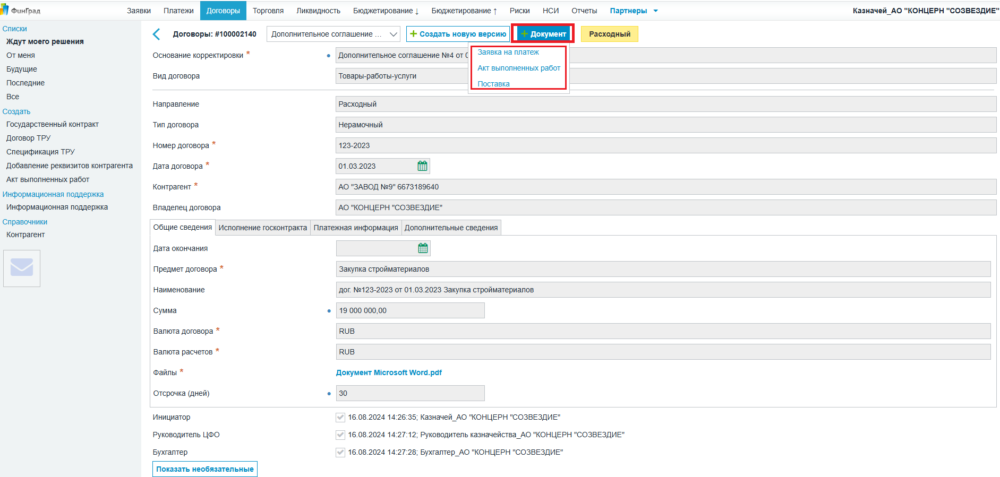 ФинГрад
Заявки Платежи Договоры Торговля Ликвидность Бюджетирование ↓ Бюджетирование ↑ Риски НСИ Отчеты Партнеры
Казначей_АО "КОНЦЕРН "СОЗВЕЗДИЕ"
Списки
Ждут моего решения
От меня
Будущие
Последние
Все
Создать
Государственный контракт
Договор ТРУ
Спецификация ТРУ
Добавление реквизитов контрагента
Акт выполненных работ
Информационная поддержка
Информационная поддержка
Справочники
Контрагент
Договоры: #100002140 Дополнительное соглашение ... + Создать новую версию + Документ Расходный
Заявка на платеж
Акт выполненных работ
Поставка
Основание корректировки * Дополнительное соглашение №4 от 0
Вид договора Товары-работы-услуги
Направление Расходный
Тип договора Нерамочный
Номер договора * 123-2023
Дата договора * 01.03.2023
Контрагент * АО "ЗАВОД №9" 6673189640
Владелец договора АО "КОНЦЕРН "СОЗВЕЗДИЕ"
Общие сведения Исполнение госконтракта Платежная информация Дополнительные сведения
Дата окончания
Предмет договора * Закупка стройматериалов
Наименование дог. №123-2023 от 01.03.2023 Закупка стройматериалов
Сумма 19 000 000,00
Валюта договора * RUB
Валюта расчетов * RUB
Файлы * Документ Microsoft Word.pdf
Отсрочка (дней) 30
Инициатор 16.08.2024 14:26:35; Казначей_АО "КОНЦЕРН "СОЗВЕЗДИЕ"
Руководитель ЦФО 16.08.2024 14:27:12; Руководитель казначейства_АО "КОНЦЕРН "СОЗВЕЗДИЕ"
Бухгалтер 16.08.2024 14:27:28; Бухгалтер_АО "КОНЦЕРН "СОЗВЕЗДИЕ"
Показать необязательные